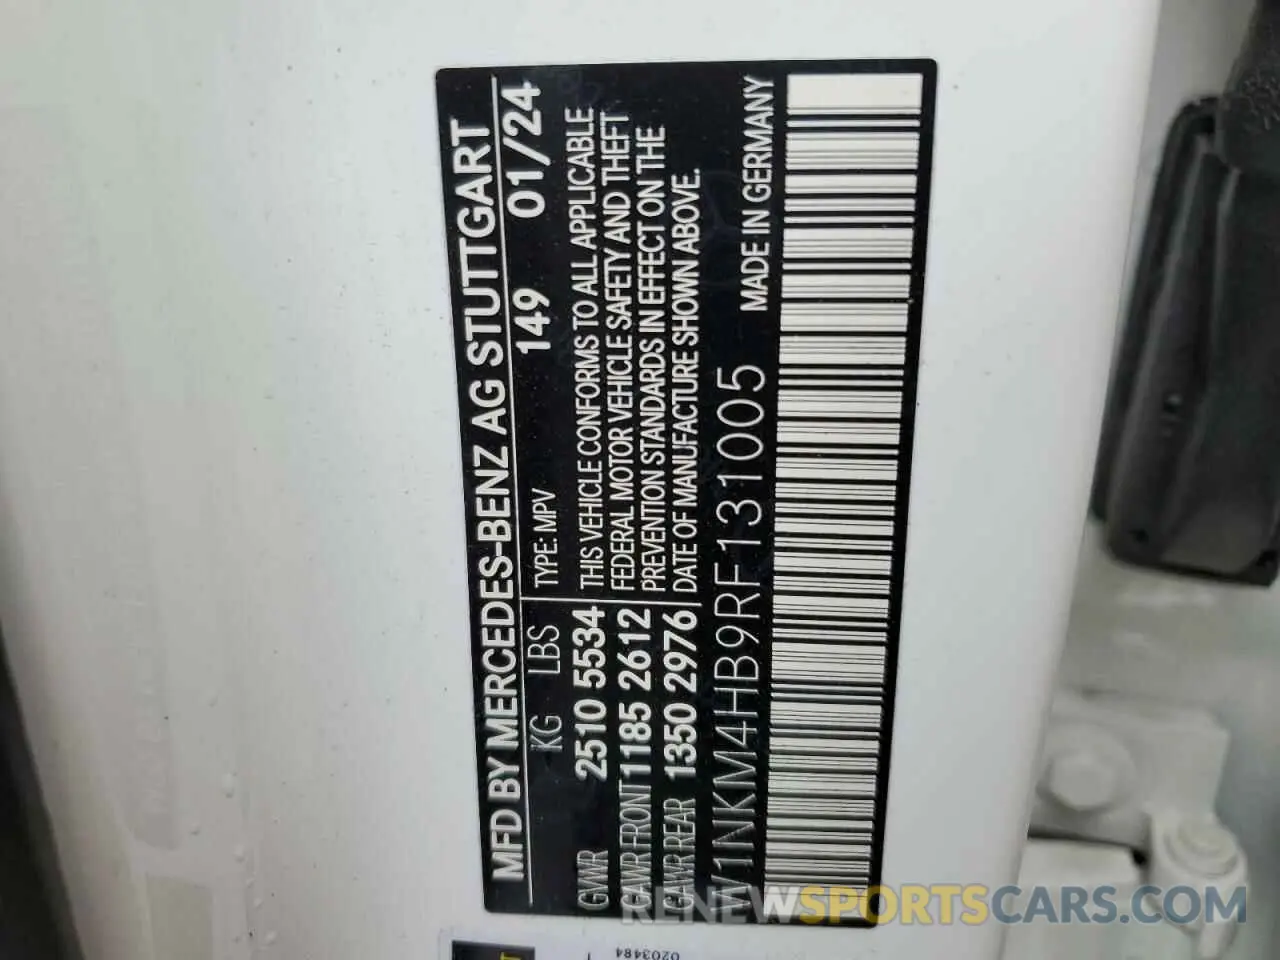 MFD BY MERCEDES-BENZ AG STUTTGART
KG LBS TYPE: MPV 149 01/24
GVWR 2510 5534 THIS VEHICLE CONFORMS TO ALL APPLICABLE
GAWR FRONT 1185 2612 FEDERAL MOTOR VEHICLE SAFETY AND THEFT
PREVENTION STANDARDS IN EFFECT ON THE
GAWR REAR 1350 2976 DATE OF MANUFACTURE SHOWN ABOVE.
W1NKM4HB9RF131005 MADE IN GERMANY
0203484
RENEWSPORTSCARS.COM